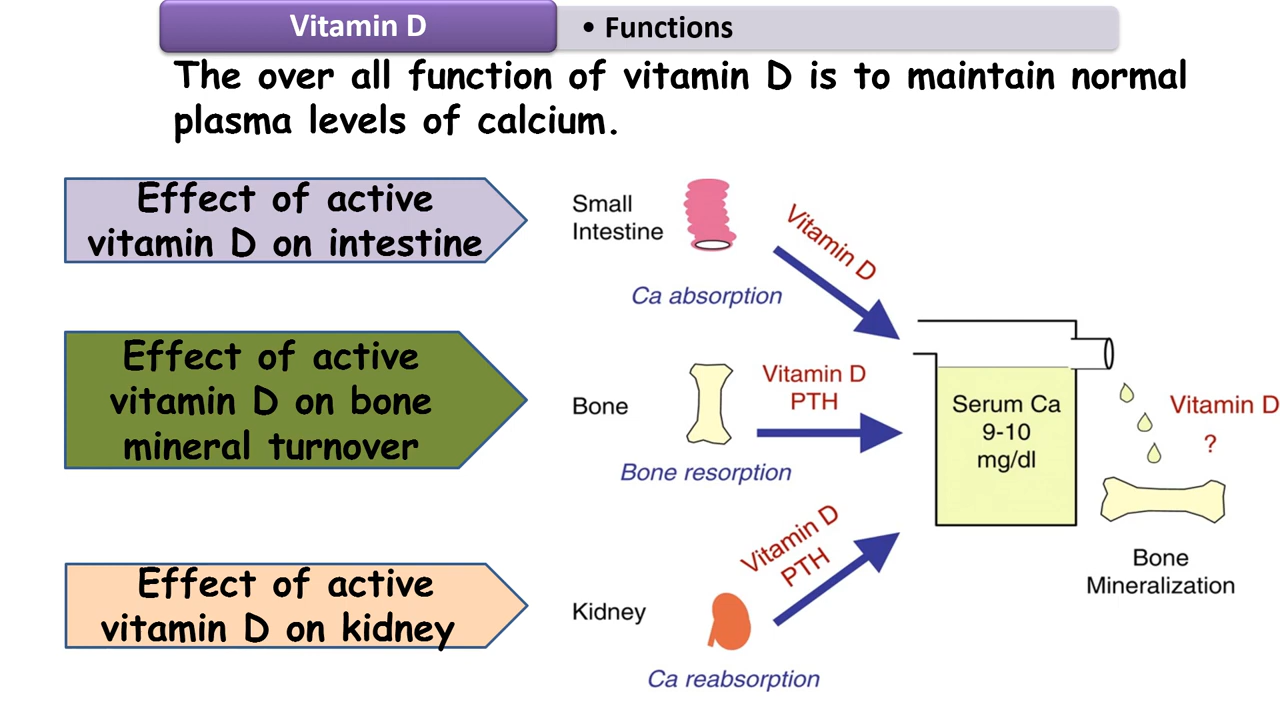 Vitamin D
• Functions
The over all function of vitamin D is to maintain normal
plasma levels of calcium.
Effect of active
vitamin D on intestine
Small
Intestine
Vitamin D
Ca absorption
Effect of active
vitamin D on bone
mineral turnover
Bone
Vitamin D
PTH
Bone resorption
Serum Ca
9-10
mg/dl
Vitamin D
?
Bone
Mineralization
Effect of active
vitamin D on kidney
Kidney
Vitamin D
PTH
Ca reabsorption